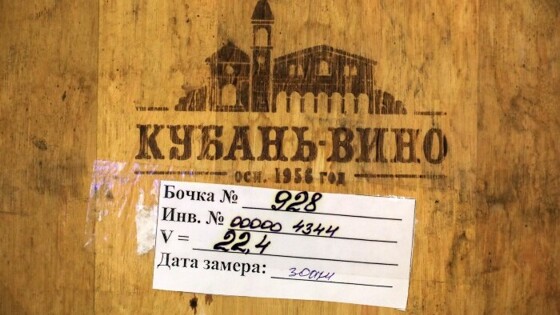 КУБАНЬ-ВИНО
осн. 1956 год
Бочка № 928
Инв. № 00000 4344
V = 22,4
Дата замера: